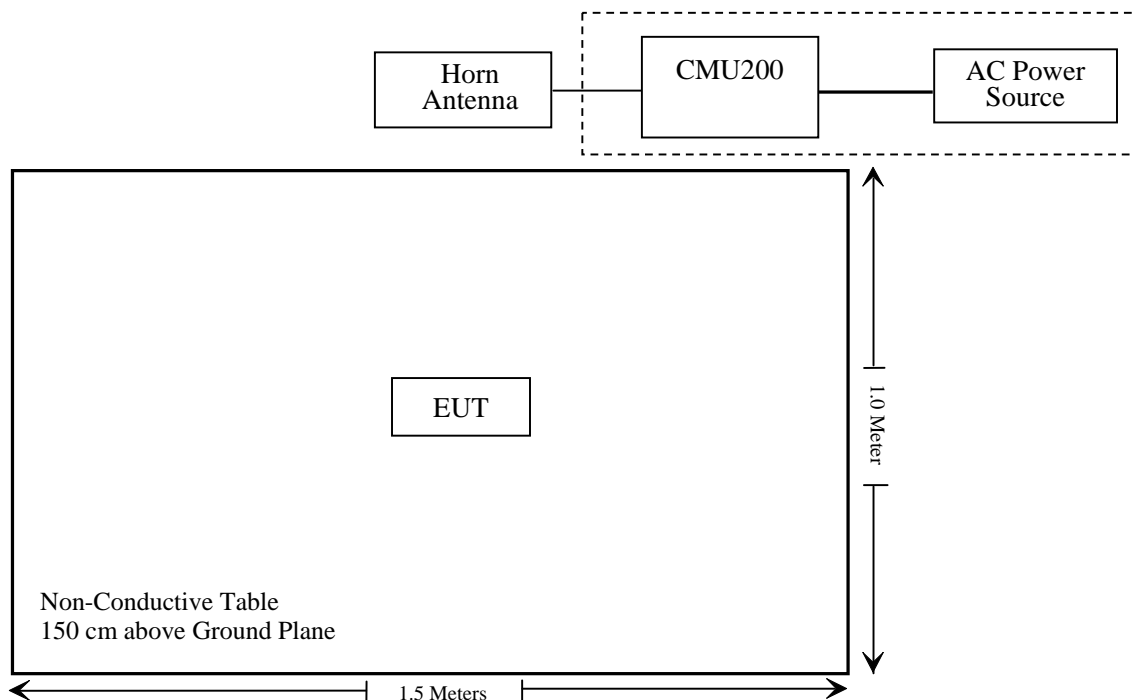 Horn
Antenna
CMU200
AC Power
Source
EUT
1.0 Meter
Non-Conductive Table
150 cm above Ground Plane
1.5 Meters